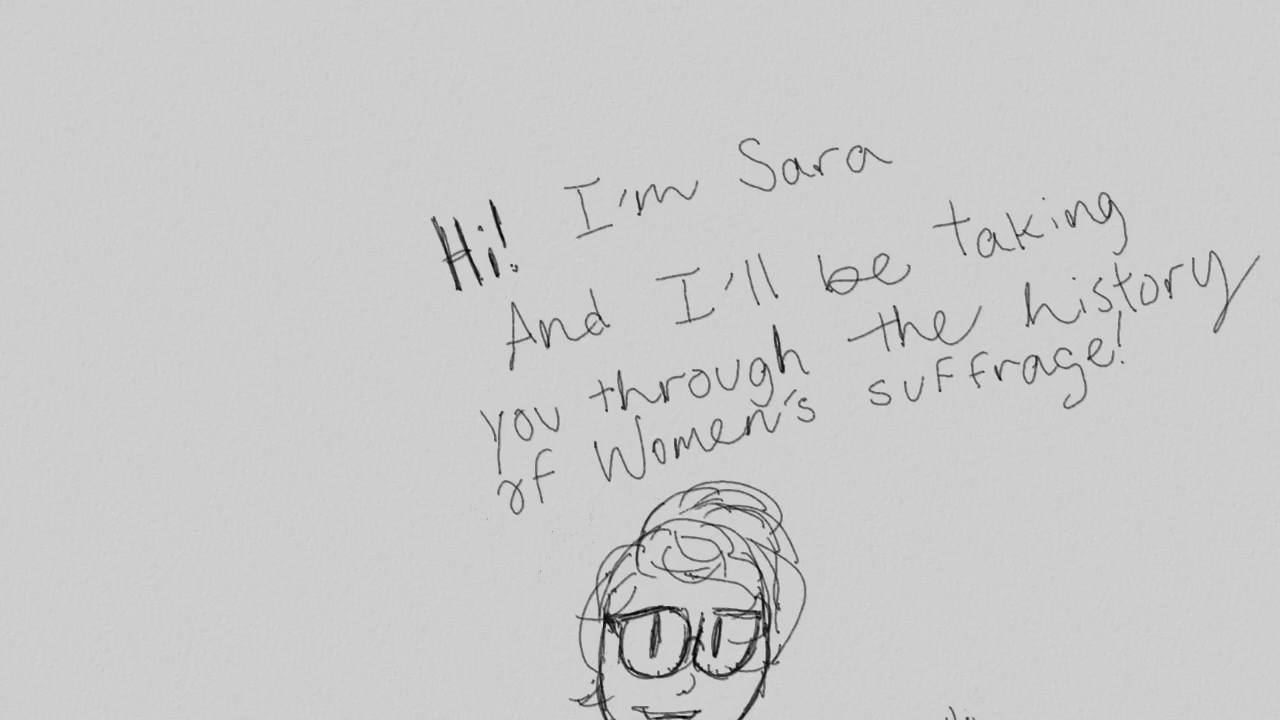 Hi! I'm Sara
And I'll be taking
you through the history
of Women's suffrage!